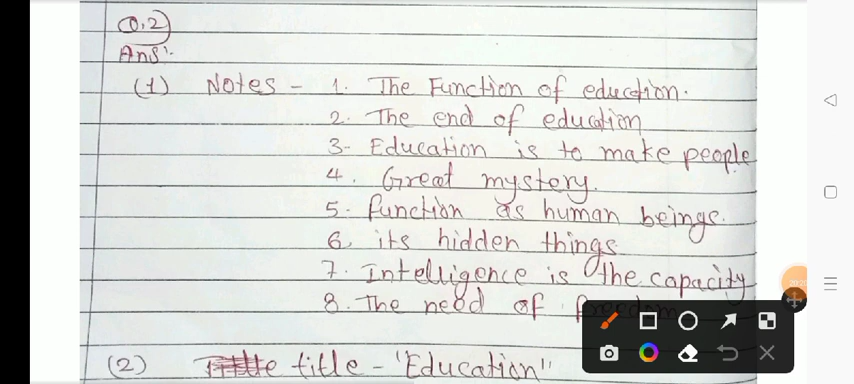 Q.2)
Ans:
(1) Notes - 1. The Function of education.
2. The end of education
3- Education is to make people
4. Great mystery.
5. function as human beings.
6. its hidden things
7. Intelligence is the capacity
8. The need of freedom
(2) title - "Education"